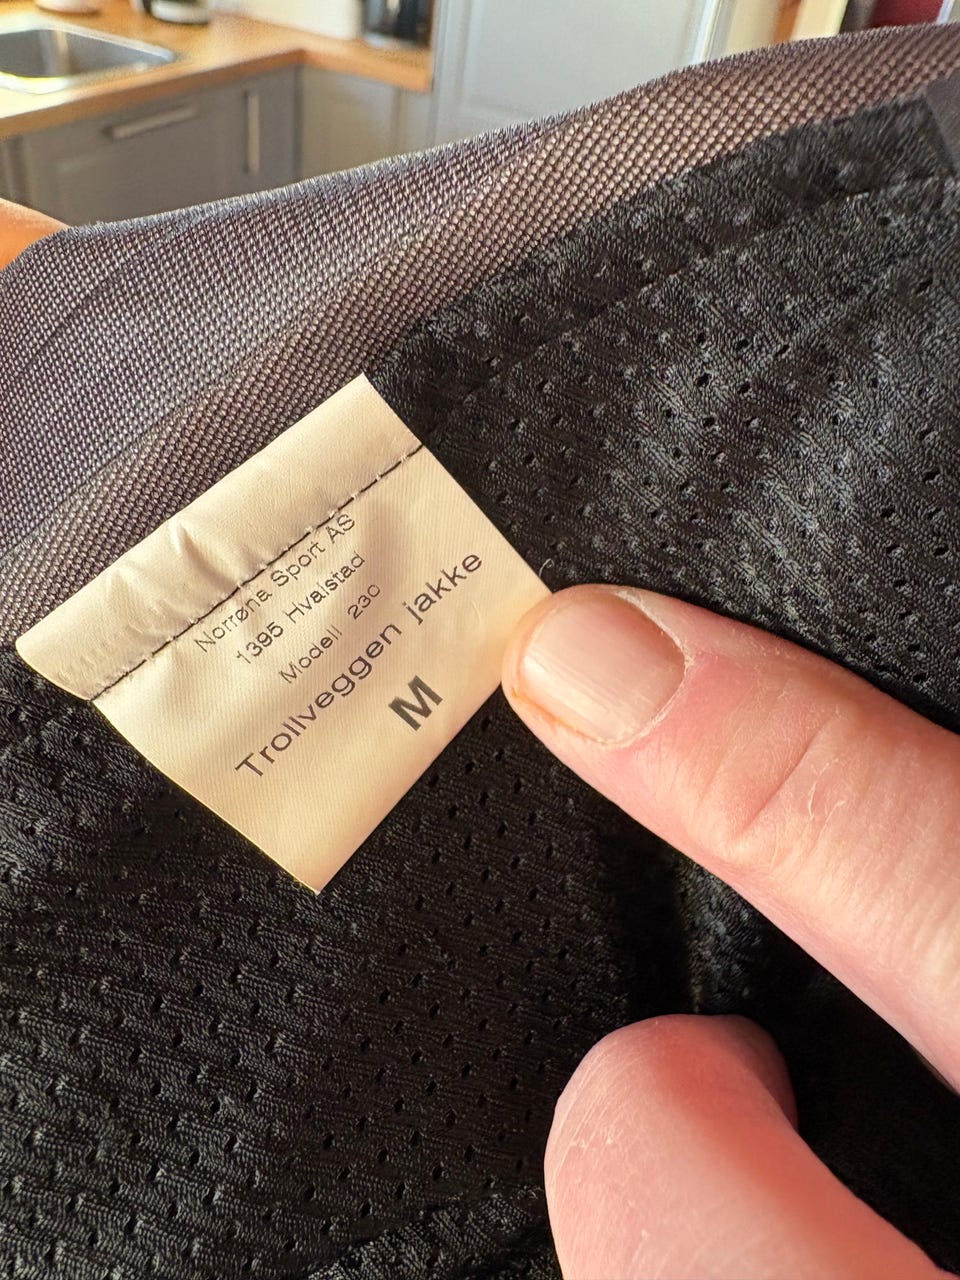 Norrøna Sport AS
1395 Hvalstad
Modell 230
Trollveggen jakke
M